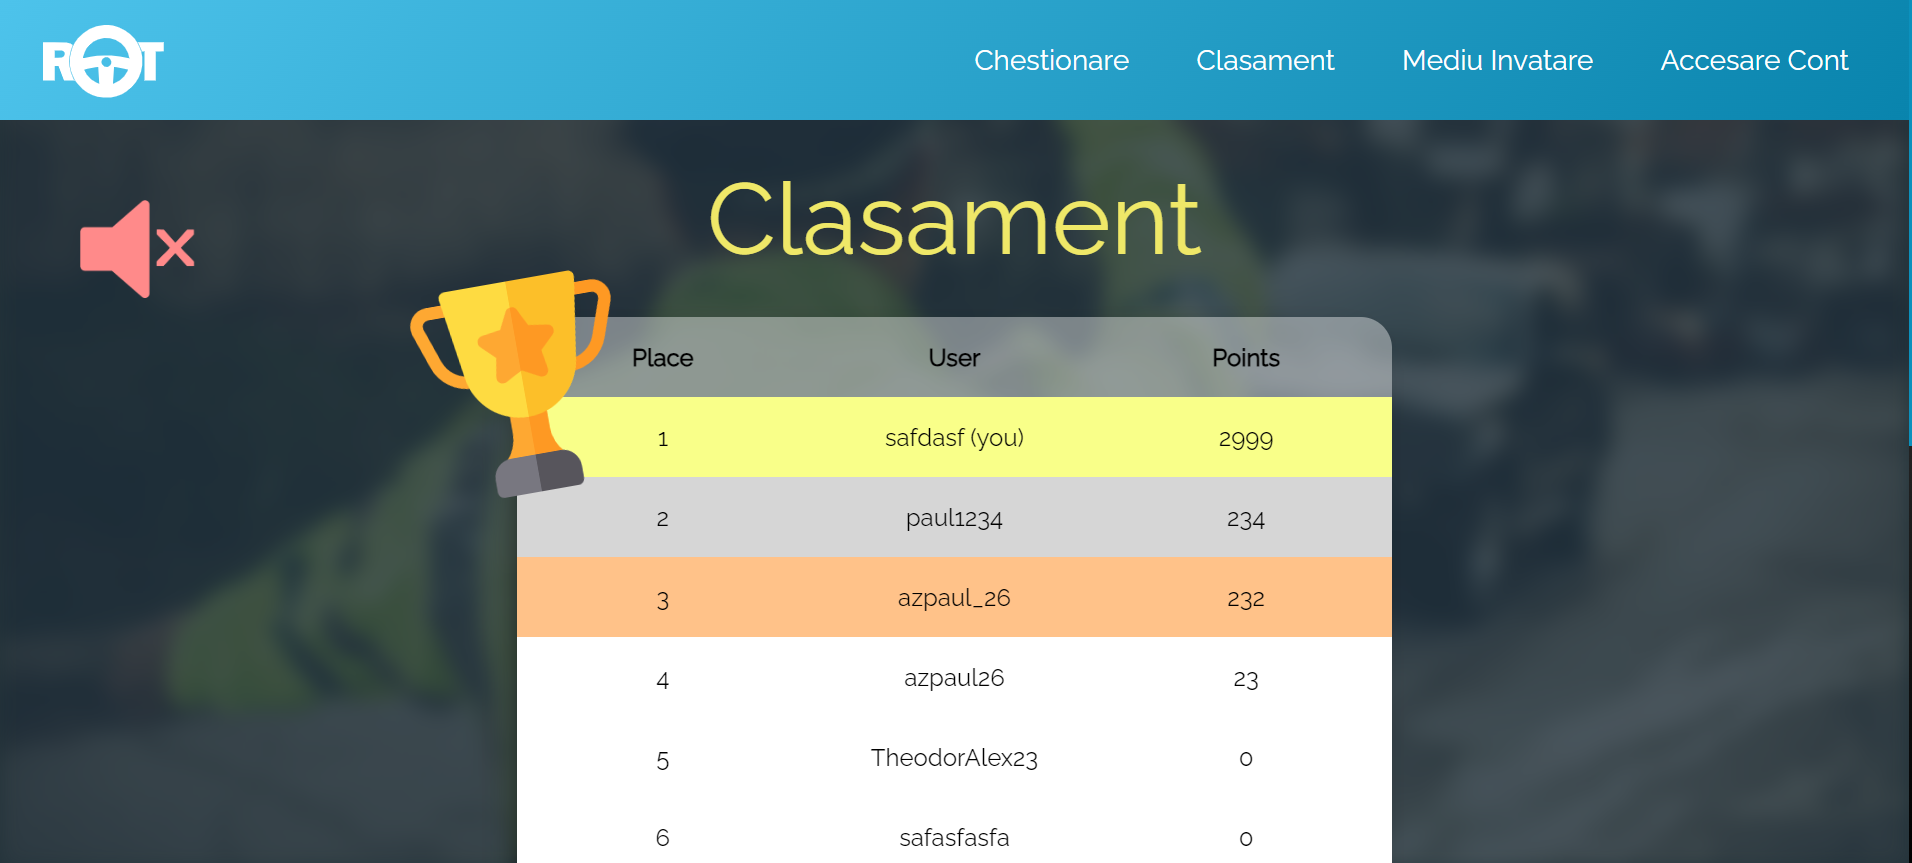 ROT
Chestionare Clasament Mediu Invatare Accesare Cont
Clasament
Place User Points
1 safdasf (you) 2999
2 paul1234 234
3 azpaul_26 232
4 azpaul26 23
5 TheodorAlex23 0
6 safasfasfa 0